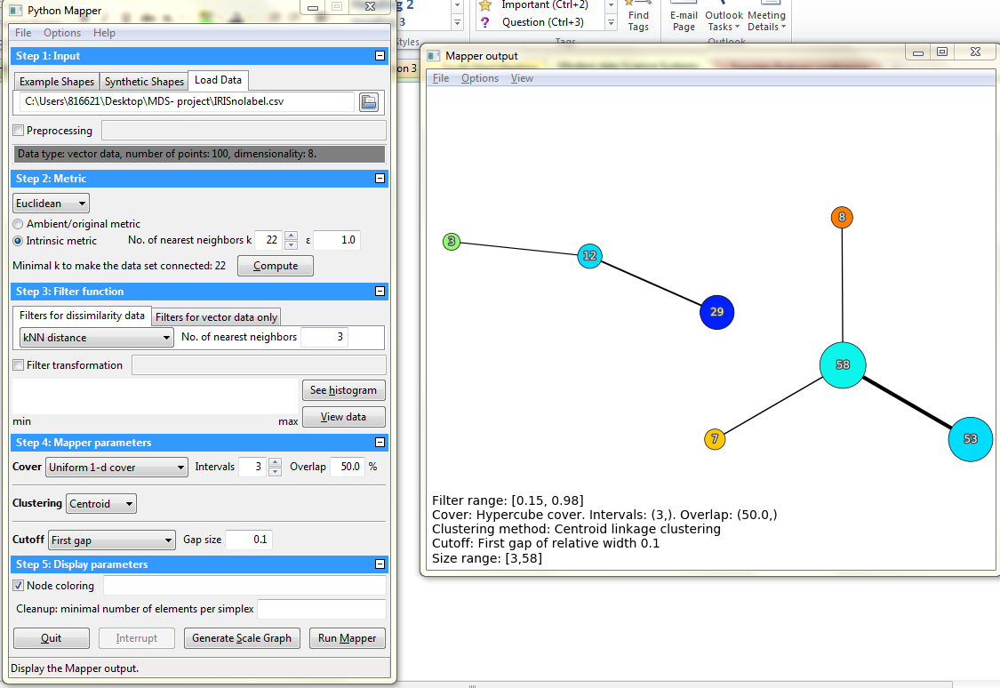 Python Mapper
File Options Help
Step 1: Input
Example Shapes Synthetic Shapes Load Data
C:\Users\816621\Desktop\MDS- project\IRISnolabel.csv
Preprocessing
Data type: vector data, number of points: 100, dimensionality: 8.
Step 2: Metric
Euclidean
Ambient/original metric
Intrinsic metric No. of nearest neighbors k 22 ε 1.0
Minimal k to make the data set connected: 22 Compute
Step 3: Filter function
Filters for dissimilarity data Filters for vector data only
kNN distance No. of nearest neighbors 3
Filter transformation
See histogram
min max View data
Step 4: Mapper parameters
Cover Uniform 1-d cover Intervals 3 Overlap 50.0 %
Clustering Centroid
Cutoff First gap Gap size 0.1
Step 5: Display parameters
Node coloring
Cleanup: minimal number of elements per simplex
Quit Interrupt Generate Scale Graph Run Mapper
Display the Mapper output.
2
3
Important (Ctrl+2)
Question (Ctrl+3)
Find
Tags
E-mail
Page
Outlook
Tasks
Meeting
Details
Mapper output
File Options View
3
12
29
8
58
7
53
Filter range: [0.15, 0.98]
Cover: Hypercube cover. Intervals: (3,). Overlap: (50.0,)
Clustering method: Centroid linkage clustering
Cutoff: First gap of relative width 0.1
Size range: [3,58]